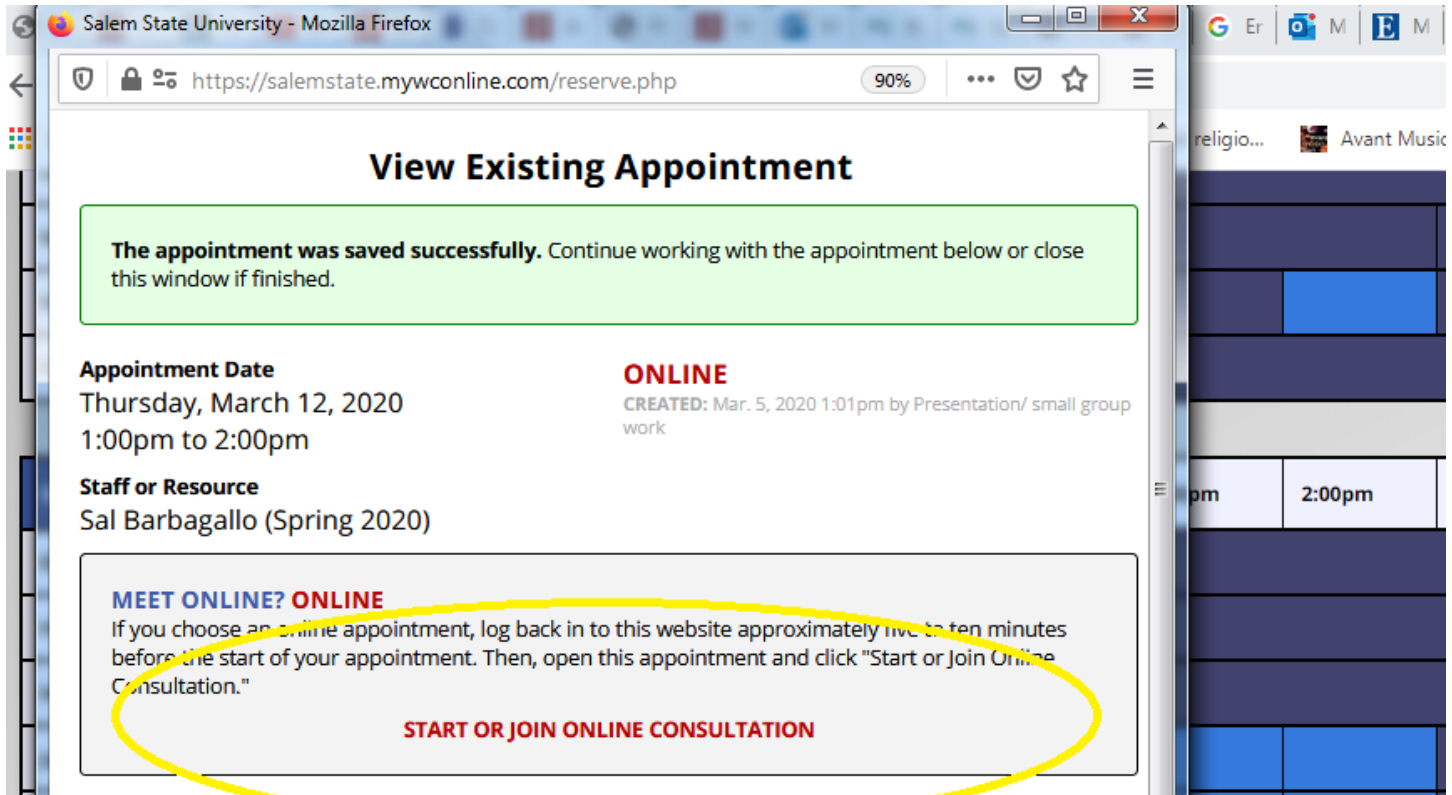 Salem State University - Mozilla Firefox
G Er
M
E M
https://salemstate.mywconline.com/reserve.php
90%
religio...
Avant Music
View Existing Appointment
The appointment was saved successfully. Continue working with the appointment below or close
this window if finished.
Appointment Date
Thursday, March 12, 2020
1:00pm to 2:00pm
ONLINE
CREATED: Mar. 5, 2020 1:01pm by Presentation/ small group
work
Staff or Resource
Sal Barbagallo (Spring 2020)
pm
2:00pm
MEET ONLINE? ONLINE
If you choose an online appointment, log back in to this website approximately five to ten minutes
before the start of your appointment. Then, open this appointment and click "Start or Join Online
Consultation."
START OR JOIN ONLINE CONSULTATION